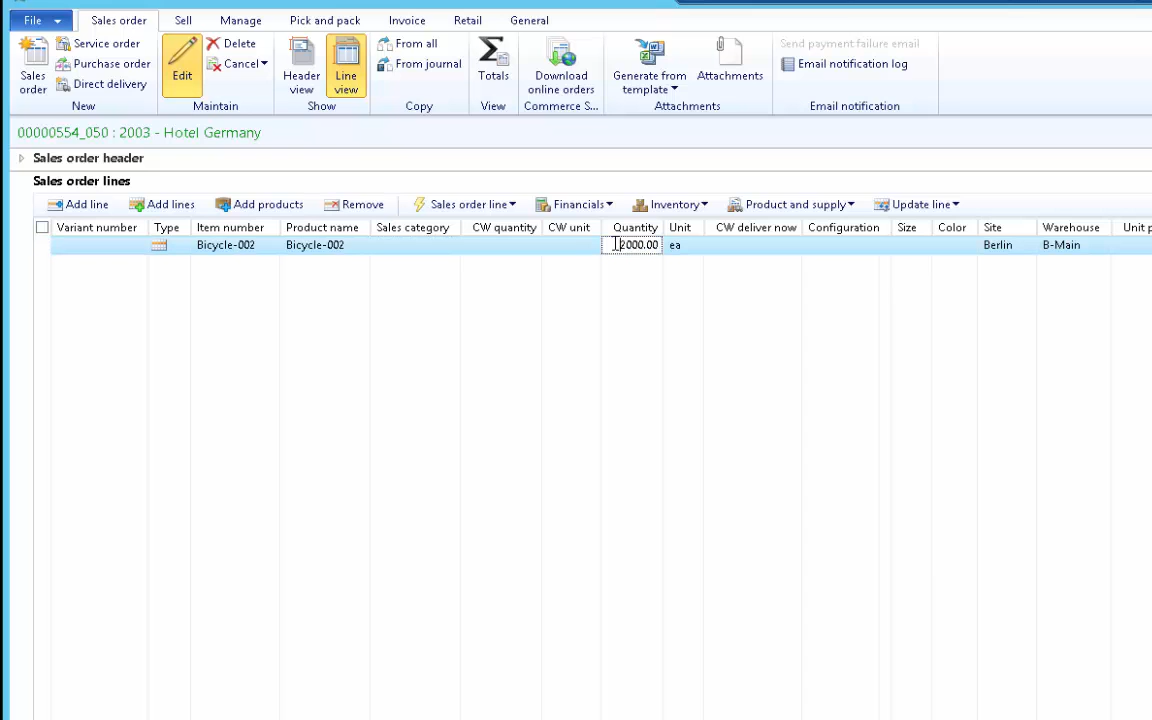 File Sales order Sell Manage Pick and pack Invoice Retail General
Sales order
Service order
Purchase order
Direct delivery
New
Edit
Delete
Cancel
Maintain
Header view
Line view
Show
From all
From journal
Copy
Totals
View
Download online orders
Commerce S...
Generate from template
Attachments
Attachments
Send payment failure email
Email notification log
Email notification
00000554_050 : 2003 - Hotel Germany
Sales order header
Sales order lines
Add line Add lines Add products Remove Sales order line Financials Inventory Product and supply Update line
Variant number Type Item number Product name Sales category CW quantity CW unit Quantity Unit CW deliver now Configuration Size Color Site Warehouse Unit p
Bicycle-002 Bicycle-002 2000.00 ea Berlin B-Main